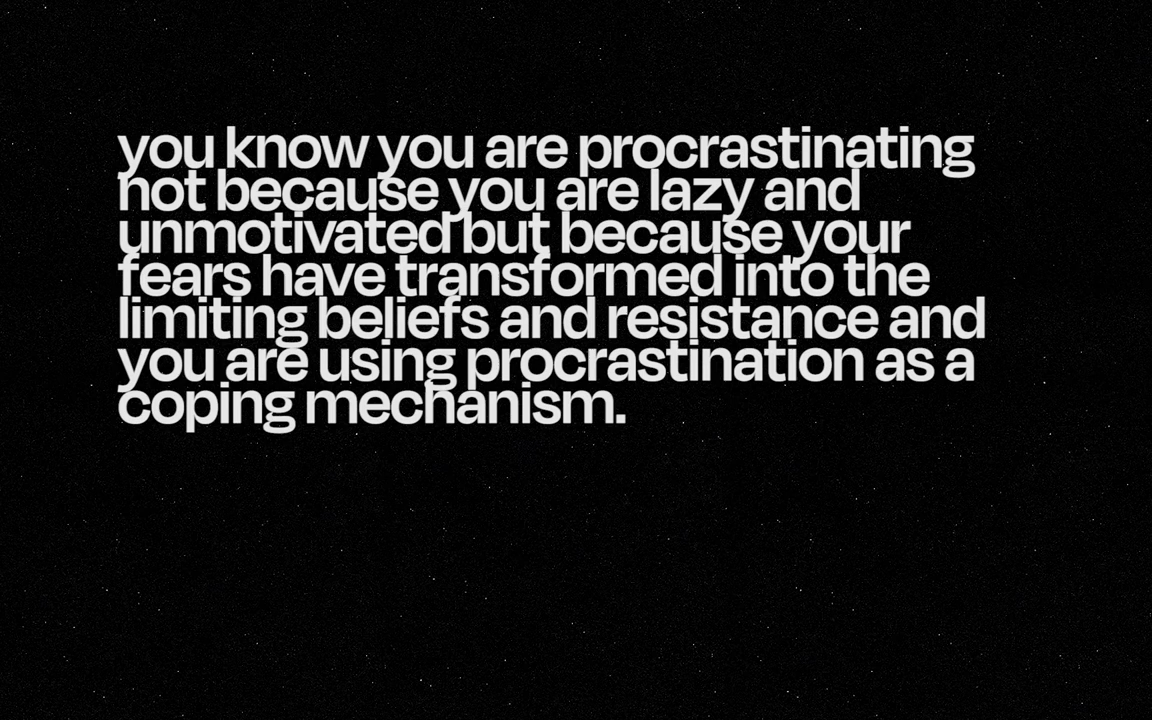 you know you are procrastinating
not because you are lazy and
unmotivated but because your
fears have transformed into the
limiting beliefs and resistance and
you are using procrastination as a
coping mechanism.